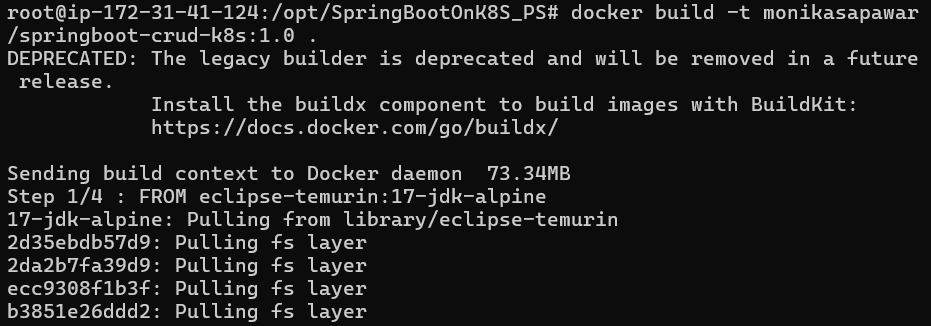 root@ip-172-31-41-124:/opt/SpringBootOnK8S_PS# docker build -t monikasapawar
/springboot-crud-k8s:1.0 .
DEPRECATED: The legacy builder is deprecated and will be removed in a future
 release.
            Install the buildx component to build images with BuildKit:
            https://docs.docker.com/go/buildx/

Sending build context to Docker daemon  73.34MB
Step 1/4 : FROM eclipse-temurin:17-jdk-alpine
17-jdk-alpine: Pulling from library/eclipse-temurin
2d35ebdb57d9: Pulling fs layer
2da2b7fa39d9: Pulling fs layer
ecc9308f1b3f: Pulling fs layer
b3851e26ddd2: Pulling fs layer